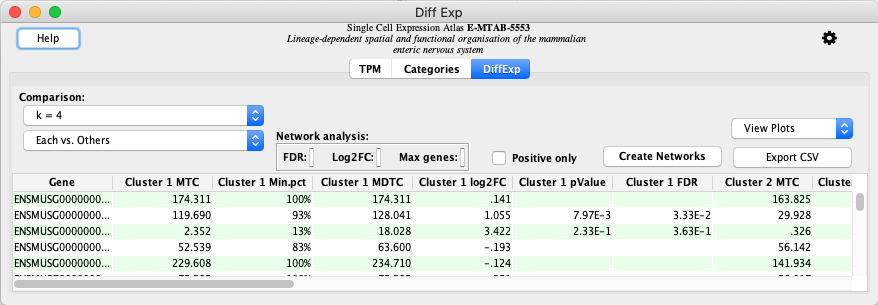 Diff Exp
Help
Single Cell Expression Atlas E-MTAB-5553
Lineage-dependent spatial and functional organisation of the mammalian
enteric nervous system
TPM Categories DiffExp
Comparison:
k = 4
Each vs. Others
Network analysis:
FDR: Log2FC: Max genes:
Positive only
Create Networks
View Plots
Export CSV
Gene Cluster 1 MTC Cluster 1 Min.pct Cluster 1 MDTC Cluster 1 log2FC Cluster 1 pValue Cluster 1 FDR Cluster 2 MTC Cluste
ENSMUSG0000000... 174.311 100% 174.311 .141 163.825
ENSMUSG0000000... 119.690 93% 128.041 1.055 7.97E-3 3.33E-2 29.928
ENSMUSG0000000... 2.352 13% 18.028 3.422 2.33E-1 3.63E-1 .326
ENSMUSG0000000... 52.539 83% 63.600 -.193 56.142
ENSMUSG0000000... 229.608 100% 234.710 -.124 141.934